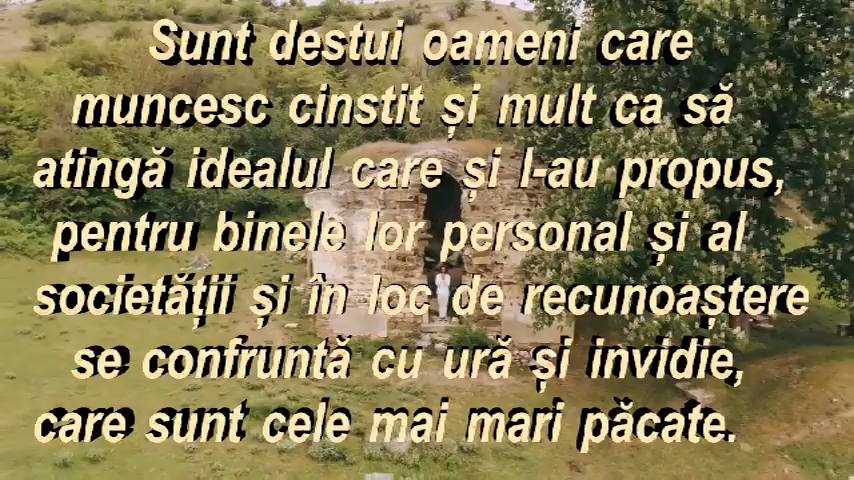 Sunt destui oameni care
muncesc cinstit și mult ca să
atingă idealul care și l-au propus,
pentru binele lor personal și al
societății și în loc de recunoaștere
se confruntă cu ură și invidie,
care sunt cele mai mari păcate.